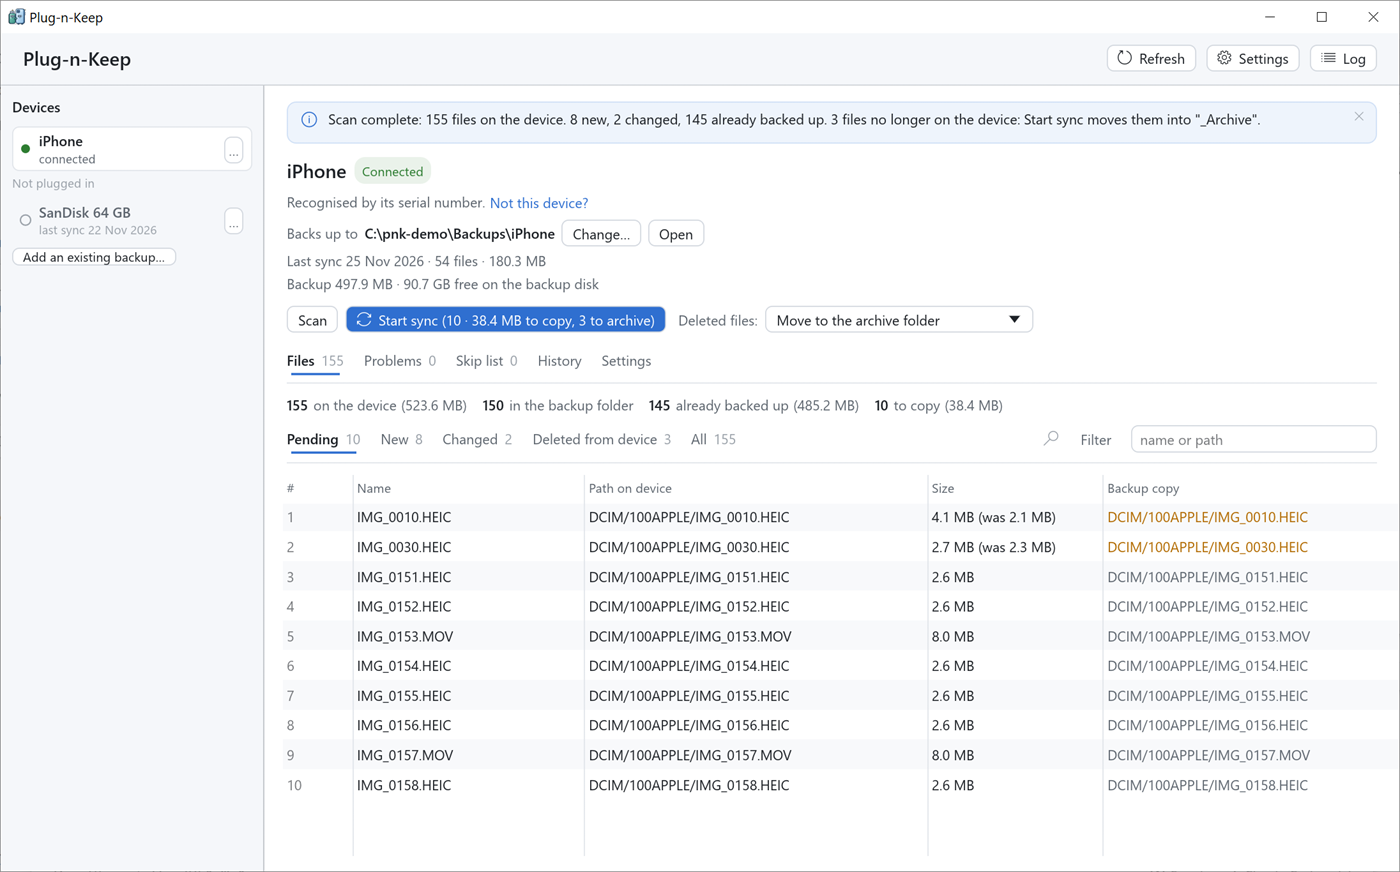 Plug-n-Keep
Plug-n-Keep
Refresh
Settings
Log
Devices
iPhone
connected
...
Not plugged in
SanDisk 64 GB
last sync 22 Nov 2026
...
Add an existing backup...
Scan complete: 155 files on the device. 8 new, 2 changed, 145 already backed up. 3 files no longer on the device: Start sync moves them into "_Archive".
iPhone Connected
Recognised by its serial number. Not this device?
Backs up to C:\pnk-demo\Backups\iPhone Change... Open
Last sync 25 Nov 2026 · 54 files · 180.3 MB
Backup 497.9 MB · 90.7 GB free on the backup disk
Scan Start sync (10 · 38.4 MB to copy, 3 to archive) Deleted files: Move to the archive folder
Files 155 Problems 0 Skip list 0 History Settings
155 on the device (523.6 MB) 150 in the backup folder 145 already backed up (485.2 MB) 10 to copy (38.4 MB)
Pending 10 New 8 Changed 2 Deleted from device 3 All 155 Filter name or path
# Name Path on device Size Backup copy
1 IMG_0010.HEIC DCIM/100APPLE/IMG_0010.HEIC 4.1 MB (was 2.1 MB) DCIM/100APPLE/IMG_0010.HEIC
2 IMG_0030.HEIC DCIM/100APPLE/IMG_0030.HEIC 2.7 MB (was 2.3 MB) DCIM/100APPLE/IMG_0030.HEIC
3 IMG_0151.HEIC DCIM/100APPLE/IMG_0151.HEIC 2.6 MB DCIM/100APPLE/IMG_0151.HEIC
4 IMG_0152.HEIC DCIM/100APPLE/IMG_0152.HEIC 2.6 MB DCIM/100APPLE/IMG_0152.HEIC
5 IMG_0153.MOV DCIM/100APPLE/IMG_0153.MOV 8.0 MB DCIM/100APPLE/IMG_0153.MOV
6 IMG_0154.HEIC DCIM/100APPLE/IMG_0154.HEIC 2.6 MB DCIM/100APPLE/IMG_0154.HEIC
7 IMG_0155.HEIC DCIM/100APPLE/IMG_0155.HEIC 2.6 MB DCIM/100APPLE/IMG_0155.HEIC
8 IMG_0156.HEIC DCIM/100APPLE/IMG_0156.HEIC 2.6 MB DCIM/100APPLE/IMG_0156.HEIC
9 IMG_0157.MOV DCIM/100APPLE/IMG_0157.MOV 8.0 MB DCIM/100APPLE/IMG_0157.MOV
10 IMG_0158.HEIC DCIM/100APPLE/IMG_0158.HEIC 2.6 MB DCIM/100APPLE/IMG_0158.HEIC